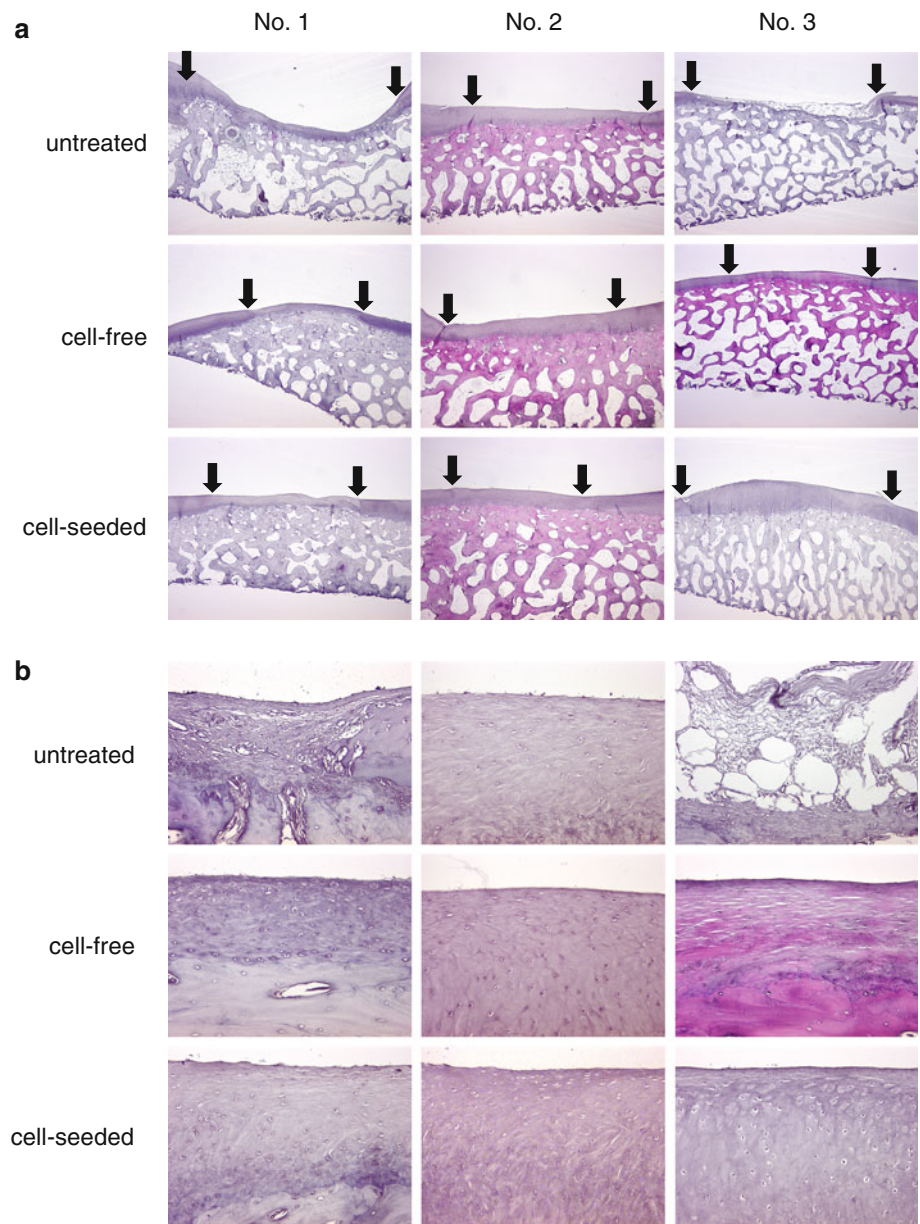 No. 1 No. 2 No. 3
a
untreated
cell-free
cell-seeded
b
untreated
cell-free
cell-seeded